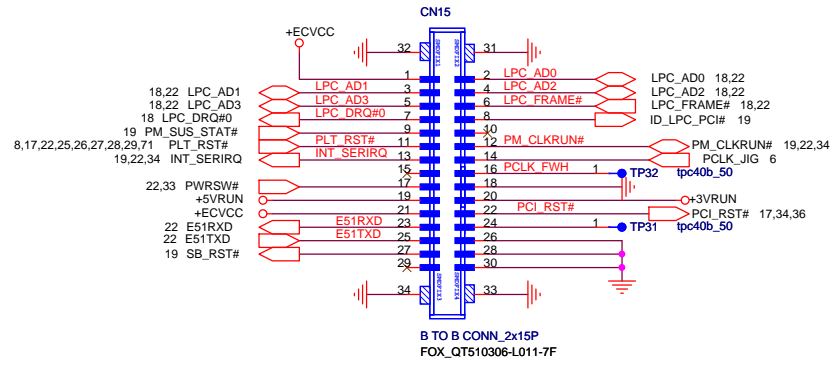 CN15
+ECVCC
32 31
1 2 LPC_AD0 LPC_AD0 18,22
18,22 LPC_AD1 LPC_AD1 3 4 LPC_AD2 LPC_AD2 18,22
18,22 LPC_AD3 LPC_AD3 5 6 LPC_FRAME# LPC_FRAME# 18,22
18 LPC_DRQ#0 LPC_DRQ#0 7 8 ID_LPC_PCI# 19
19 PM_SUS_STAT# 9 10
8,17,22,25,26,27,28,29,71 PLT_RST# PLT_RST# 11 12 PM_CLKRUN# PM_CLKRUN# 19,22,34
19,22,34 INT_SERIRQ INT_SERIRQ 13 14 PCLK_JIG 6
15 16 PCLK_FWH 1 TP32 tpc40b_50
22,33 PWRSW# 17 18
+5VRUN 19 20 +3VRUN
+ECVCC 21 22 PCI_RST# PCI_RST# 17,34,36
22 E51RXD E51RXD 23 24 1 TP31 tpc40b_50
22 E51TXD E51TXD 25 26
19 SB_RST# 27 28
29 30
34 33
SMDFIX1
SMDFIX2
SMDFIX3
SMDFIX4
B TO B CONN_2x15P
FOX_QT510306-L011-7F